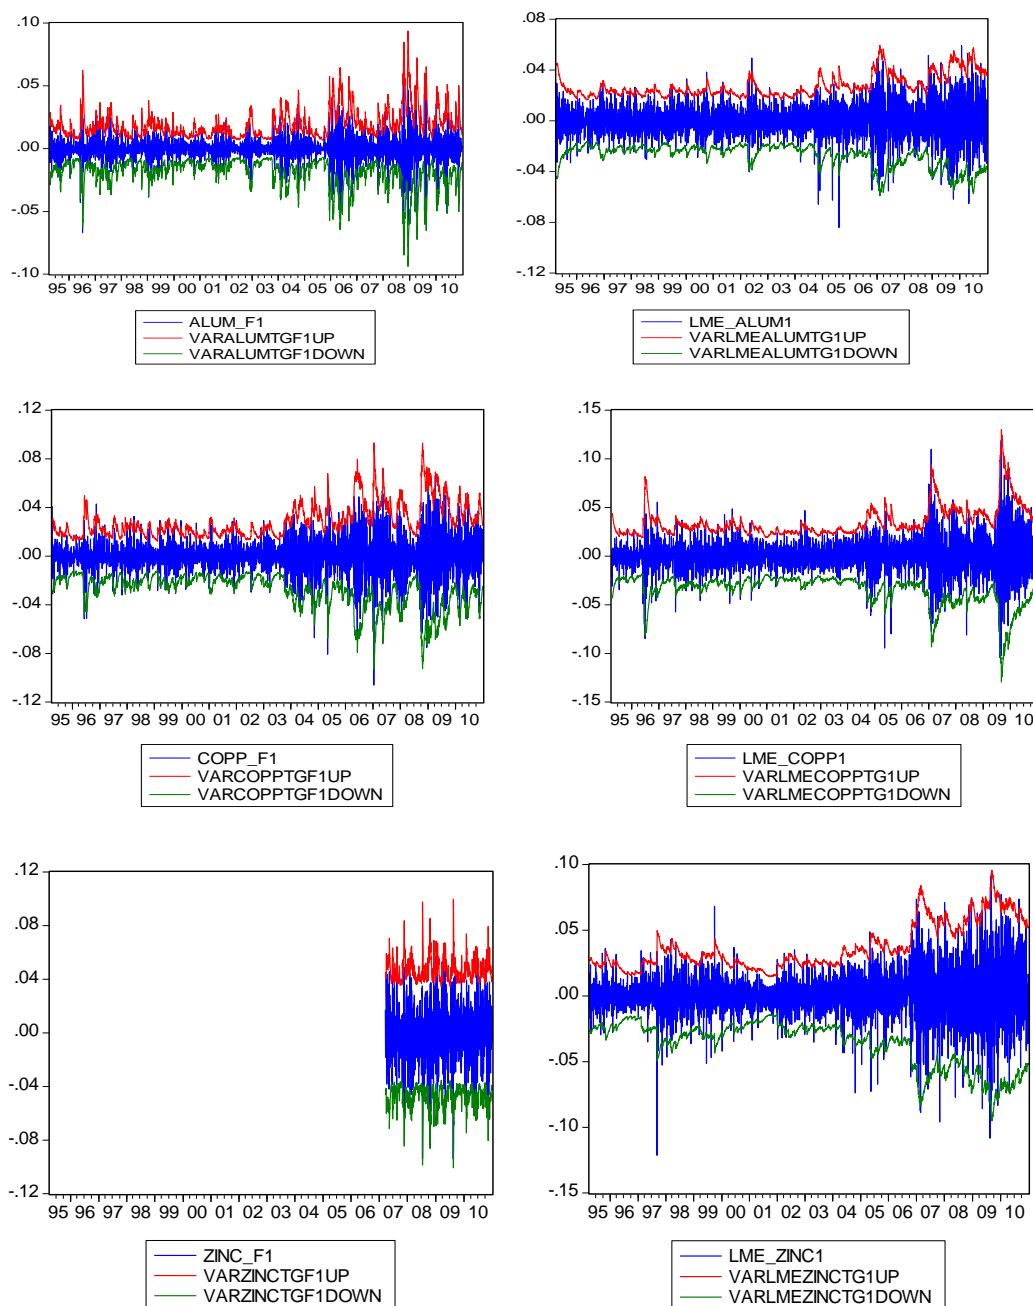 .10
.05
.00
-.05
-.10
95 96 97 98 99 00 01 02 03 04 05 06 07 08 09 10
ALUM_F1
VARALUMTGF1UP
VARALUMTGF1DOWN
.08
.04
.00
-.04
-.08
-.12
95 96 97 98 99 00 01 02 03 04 05 06 07 08 09 10
LME_ALUM1
VARLMEALUMTG1UP
VARLMEALUMTG1DOWN
.12
.08
.04
.00
-.04
-.08
-.12
95 96 97 98 99 00 01 02 03 04 05 06 07 08 09 10
COPP_F1
VARCOPPTGF1UP
VARCOPPTGF1DOWN
.15
.10
.05
.00
-.05
-.10
-.15
95 96 97 98 99 00 01 02 03 04 05 06 07 08 09 10
LME_COPP1
VARLMECOPPTG1UP
VARLMECOPPTG1DOWN
.12
.08
.04
.00
-.04
-.08
-.12
95 96 97 98 99 00 01 02 03 04 05 06 07 08 09 10
ZINC_F1
VARZINCTGF1UP
VARZINCTGF1DOWN
.10
.05
.00
-.05
-.10
-.15
95 96 97 98 99 00 01 02 03 04 05 06 07 08 09 10
LME_ZINC1
VARLMEZINCTG1UP
VARLMEZINCTG1DOWN